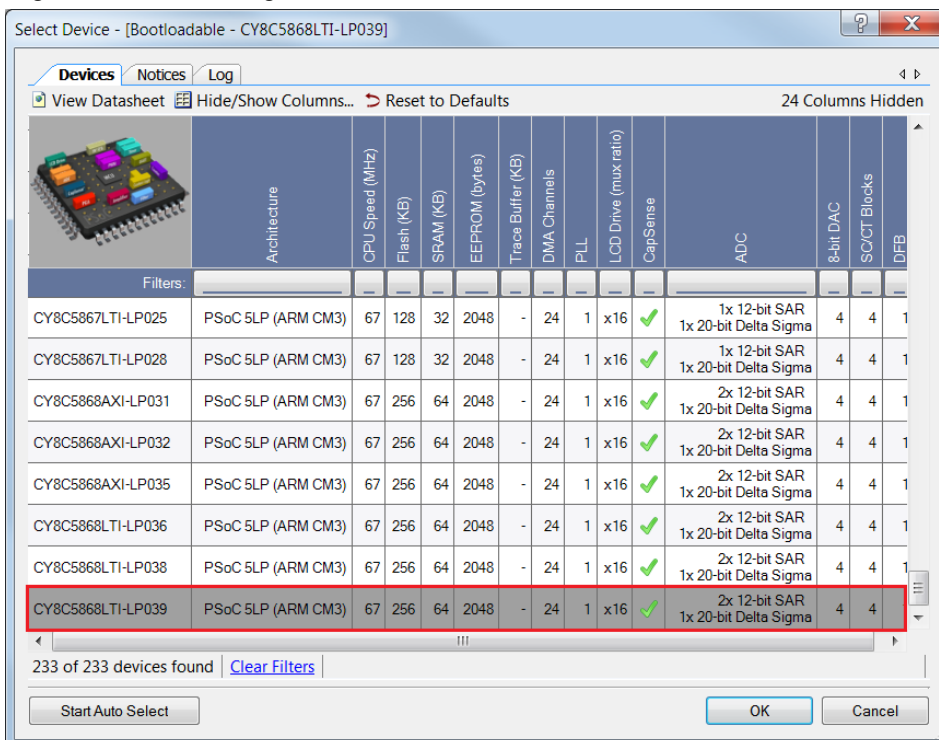 Select Device - [Bootloadable - CY8C5868LTI-LP039]
Devices Notices Log
View Datasheet Hide/Show Columns... Reset to Defaults 24 Columns Hidden
Architecture CPU Speed (MHz) Flash (KB) SRAM (KB) EEPROM (bytes) Trace Buffer (KB) DMA Channels PLL LCD Drive (mux ratio) CapSense ADC 8-bit DAC SC/CT Blocks DFB
Filters:
CY8C5867LTI-LP025 PSoC 5LP (ARM CM3) 67 128 32 2048 - 24 1 x16 1x 12-bit SAR 4 4 1
1x 20-bit Delta Sigma
CY8C5867LTI-LP028 PSoC 5LP (ARM CM3) 67 128 32 2048 - 24 1 x16 1x 12-bit SAR 4 4 1
1x 20-bit Delta Sigma
CY8C5868AXI-LP031 PSoC 5LP (ARM CM3) 67 256 64 2048 - 24 1 x16 2x 12-bit SAR 4 4 1
1x 20-bit Delta Sigma
CY8C5868AXI-LP032 PSoC 5LP (ARM CM3) 67 256 64 2048 - 24 1 x16 2x 12-bit SAR 4 4 1
1x 20-bit Delta Sigma
CY8C5868AXI-LP035 PSoC 5LP (ARM CM3) 67 256 64 2048 - 24 1 x16 2x 12-bit SAR 4 4 1
1x 20-bit Delta Sigma
CY8C5868LTI-LP036 PSoC 5LP (ARM CM3) 67 256 64 2048 - 24 1 x16 2x 12-bit SAR 4 4 1
1x 20-bit Delta Sigma
CY8C5868LTI-LP038 PSoC 5LP (ARM CM3) 67 256 64 2048 - 24 1 x16 2x 12-bit SAR 4 4 1
1x 20-bit Delta Sigma
CY8C5868LTI-LP039 PSoC 5LP (ARM CM3) 67 256 64 2048 - 24 1 x16 2x 12-bit SAR 4 4
1x 20-bit Delta Sigma
233 of 233 devices found Clear Filters
Start Auto Select OK Cancel